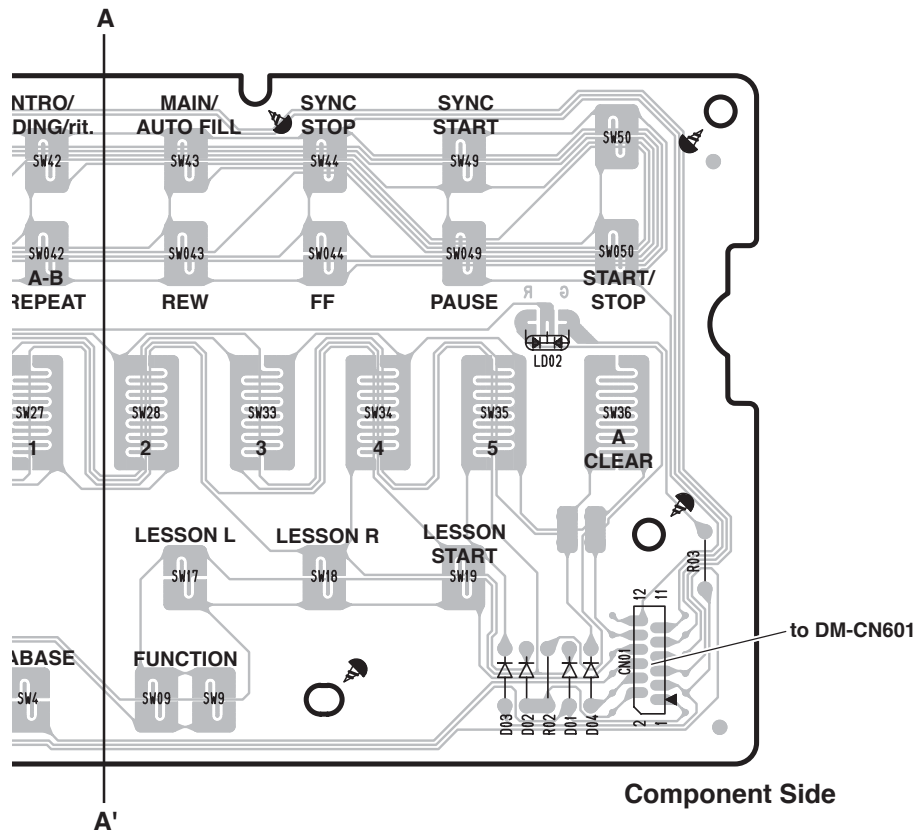 A
NTRO/
DING/rit.
MAIN/
AUTO FILL
SYNC
STOP
SYNC
START
SW42
SW43
SW44
SW49
SW50
SW042
SW043
SW044
SW049
SW050
A-B
REPEAT
REW
FF
PAUSE
START/
STOP
R
G
LD02
SW27
SW28
SW33
SW34
SW35
SW36
1
2
3
4
5
A
CLEAR
LESSON L
LESSON R
LESSON
START
SW17
SW18
SW19
R03
12
11
CN01
2
1
to DM-CN601
ABASE
FUNCTION
SW4
SW09
SW9
D03
D02
R02
D01
D04
Component Side
A'